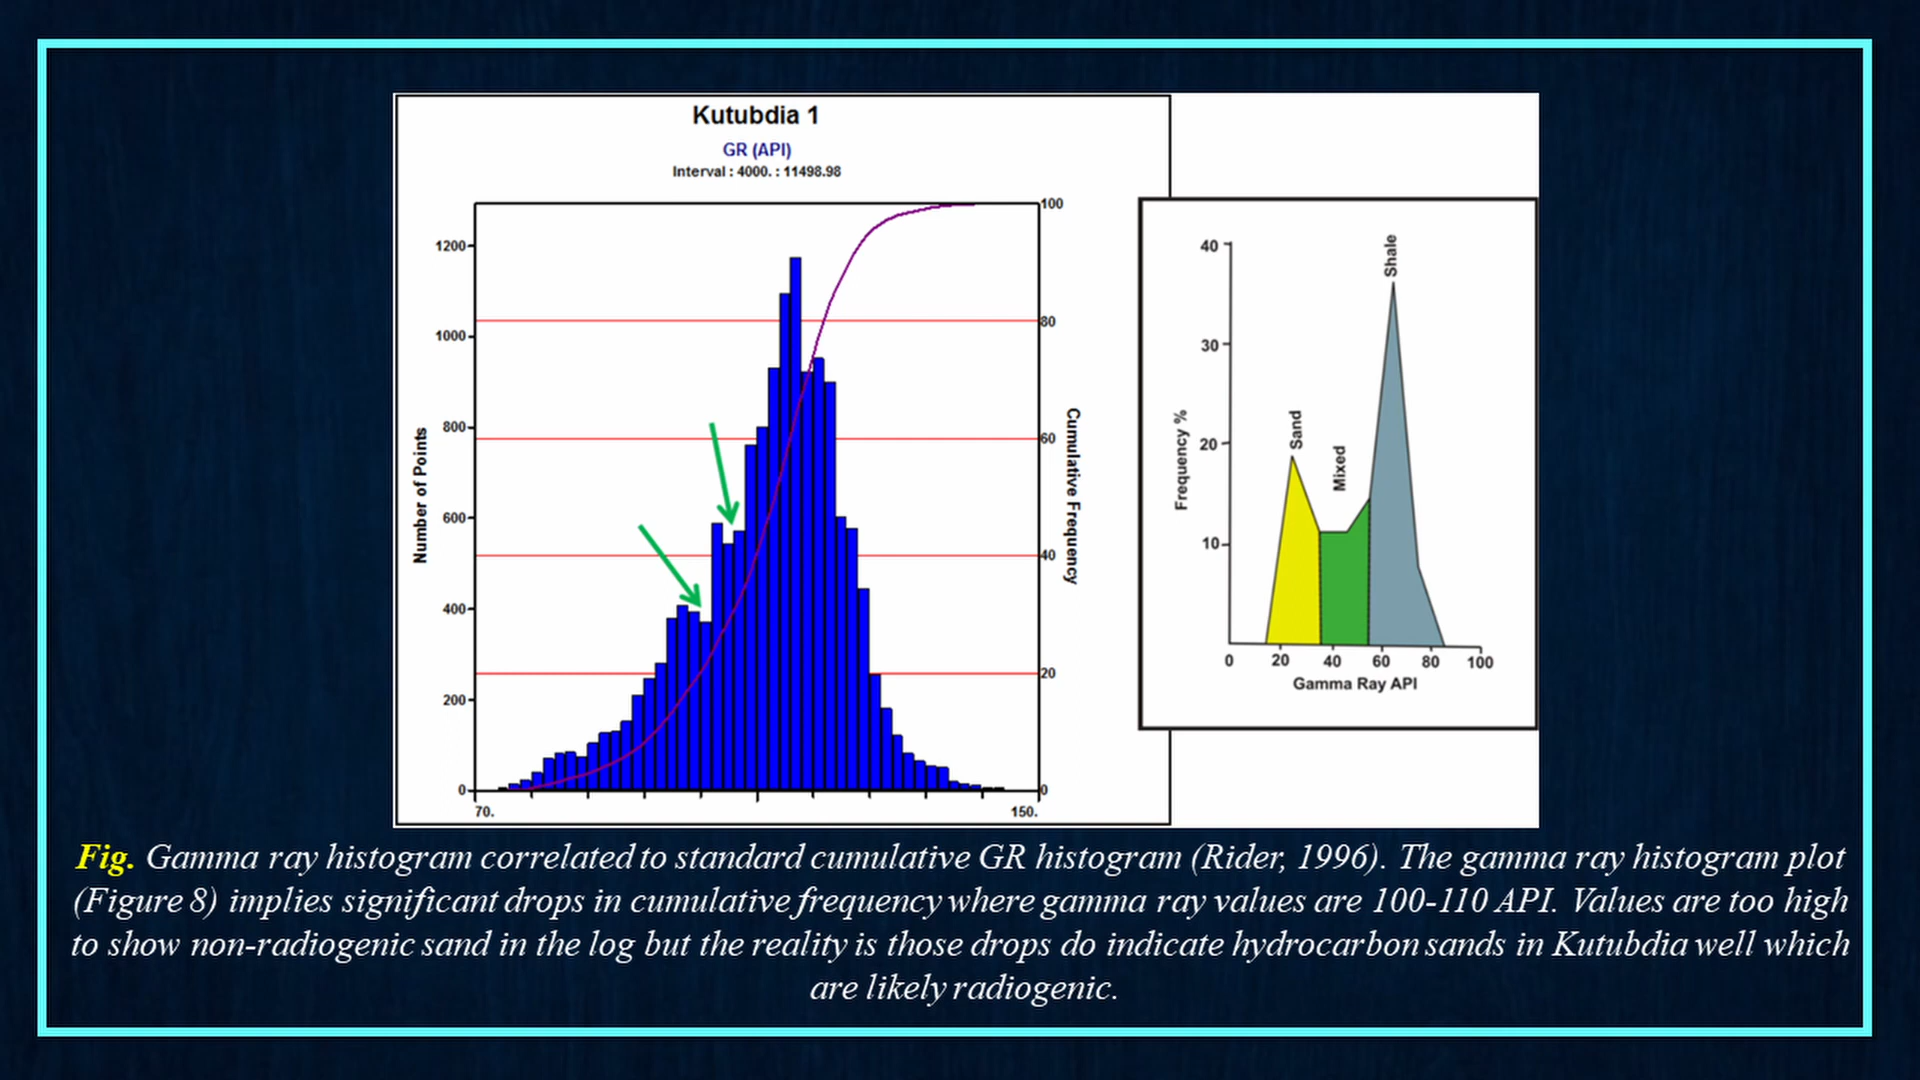 Kutubdia 1
GR (API)
Interval : 4000. : 11498.98
Number of Points
1200
1000
800
600
400
200
0
70.
150.
100
80
60
40
20
0
Cumulative Frequency
Frequency %
40
30
20
10
Sand
Mixed
Shale
0 20 40 60 80 100
Gamma Ray API
Fig. Gamma ray histogram correlated to standard cumulative GR histogram (Rider, 1996). The gamma ray histogram plot
(Figure 8) implies significant drops in cumulative frequency where gamma ray values are 100-110 API. Values are too high
to show non-radiogenic sand in the log but the reality is those drops do indicate hydrocarbon sands in Kutubdia well which
are likely radiogenic.